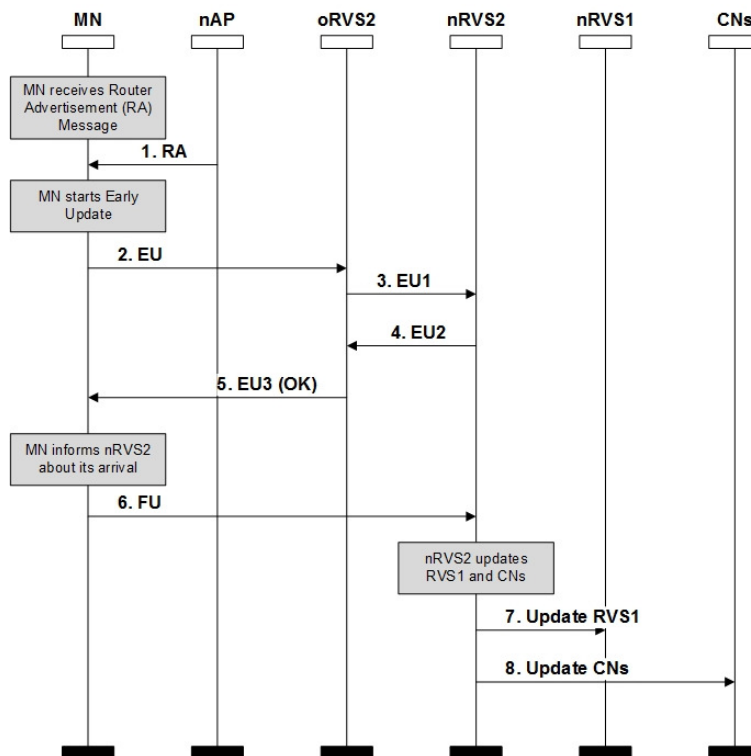 MN nAP oRVS2 nRVS2 nRVS1 CNs
MN receives Router
Advertisement (RA)
Message
1. RA
MN starts Early
Update
2. EU
3. EU1
4. EU2
5. EU3 (OK)
MN informs nRVS2
about its arrival
6. FU
nRVS2 updates
RVS1 and CNs
7. Update RVS1
8. Update CNs